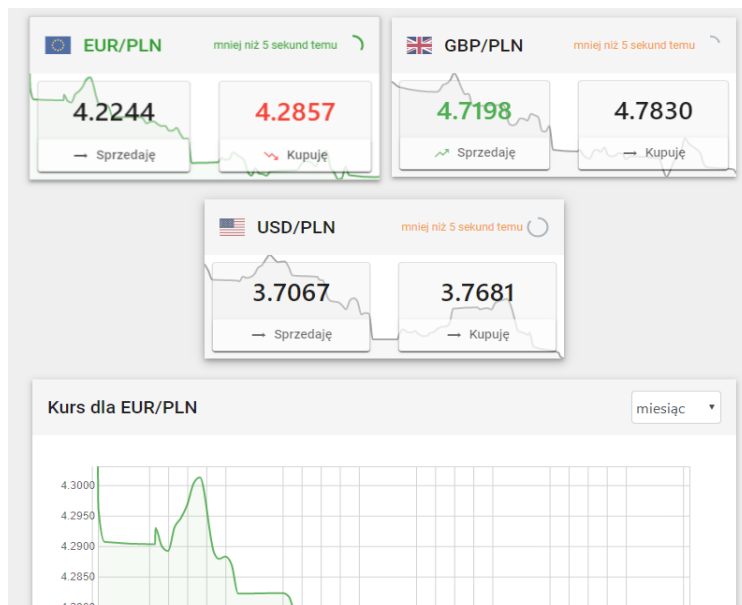 EUR/PLN mniej niż 5 sekund temu
4.2244 4.2857
Sprzedaję Kupuję
GBP/PLN mniej niż 5 sekund temu
4.7198 4.7830
Sprzedaję Kupuję
USD/PLN mniej niż 5 sekund temu
3.7067 3.7681
Sprzedaję Kupuję
Kurs dla EUR/PLN miesiąc
4.3000
4.2950
4.2900
4.2850